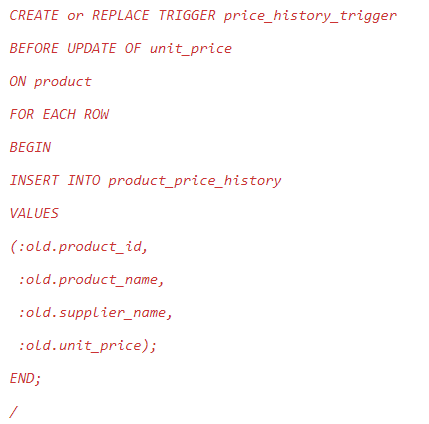 CREATE or REPLACE TRIGGER price_history_trigger
BEFORE UPDATE OF unit_price
ON product
FOR EACH ROW
BEGIN
INSERT INTO product_price_history
VALUES
(:old.product_id,
:old.product_name,
:old.supplier_name,
:old.unit_price);
END;
/